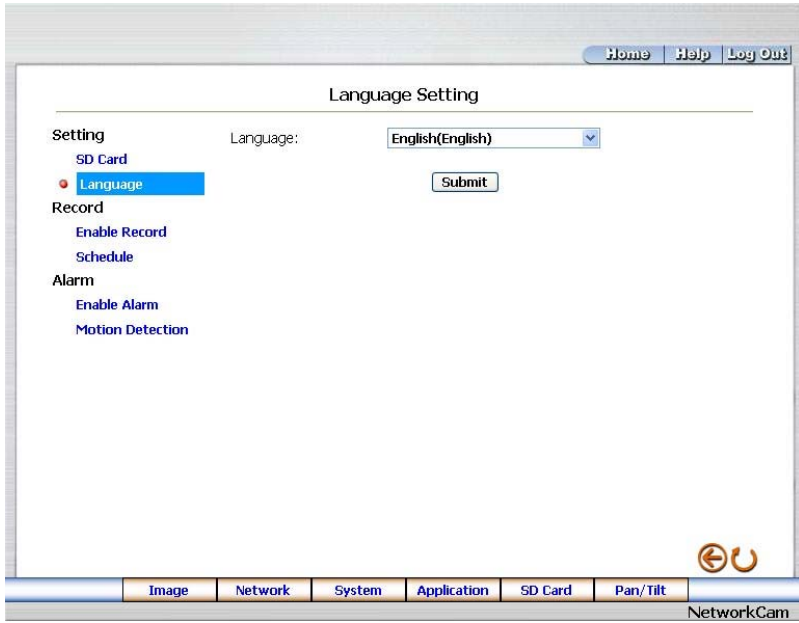 Home Help Log Out
Language Setting
Setting
SD Card
Language
Record
Enable Record
Schedule
Alarm
Enable Alarm
Motion Detection
Language: English(English)
Submit
Image Network System Application SD Card Pan/Tilt
NetworkCam